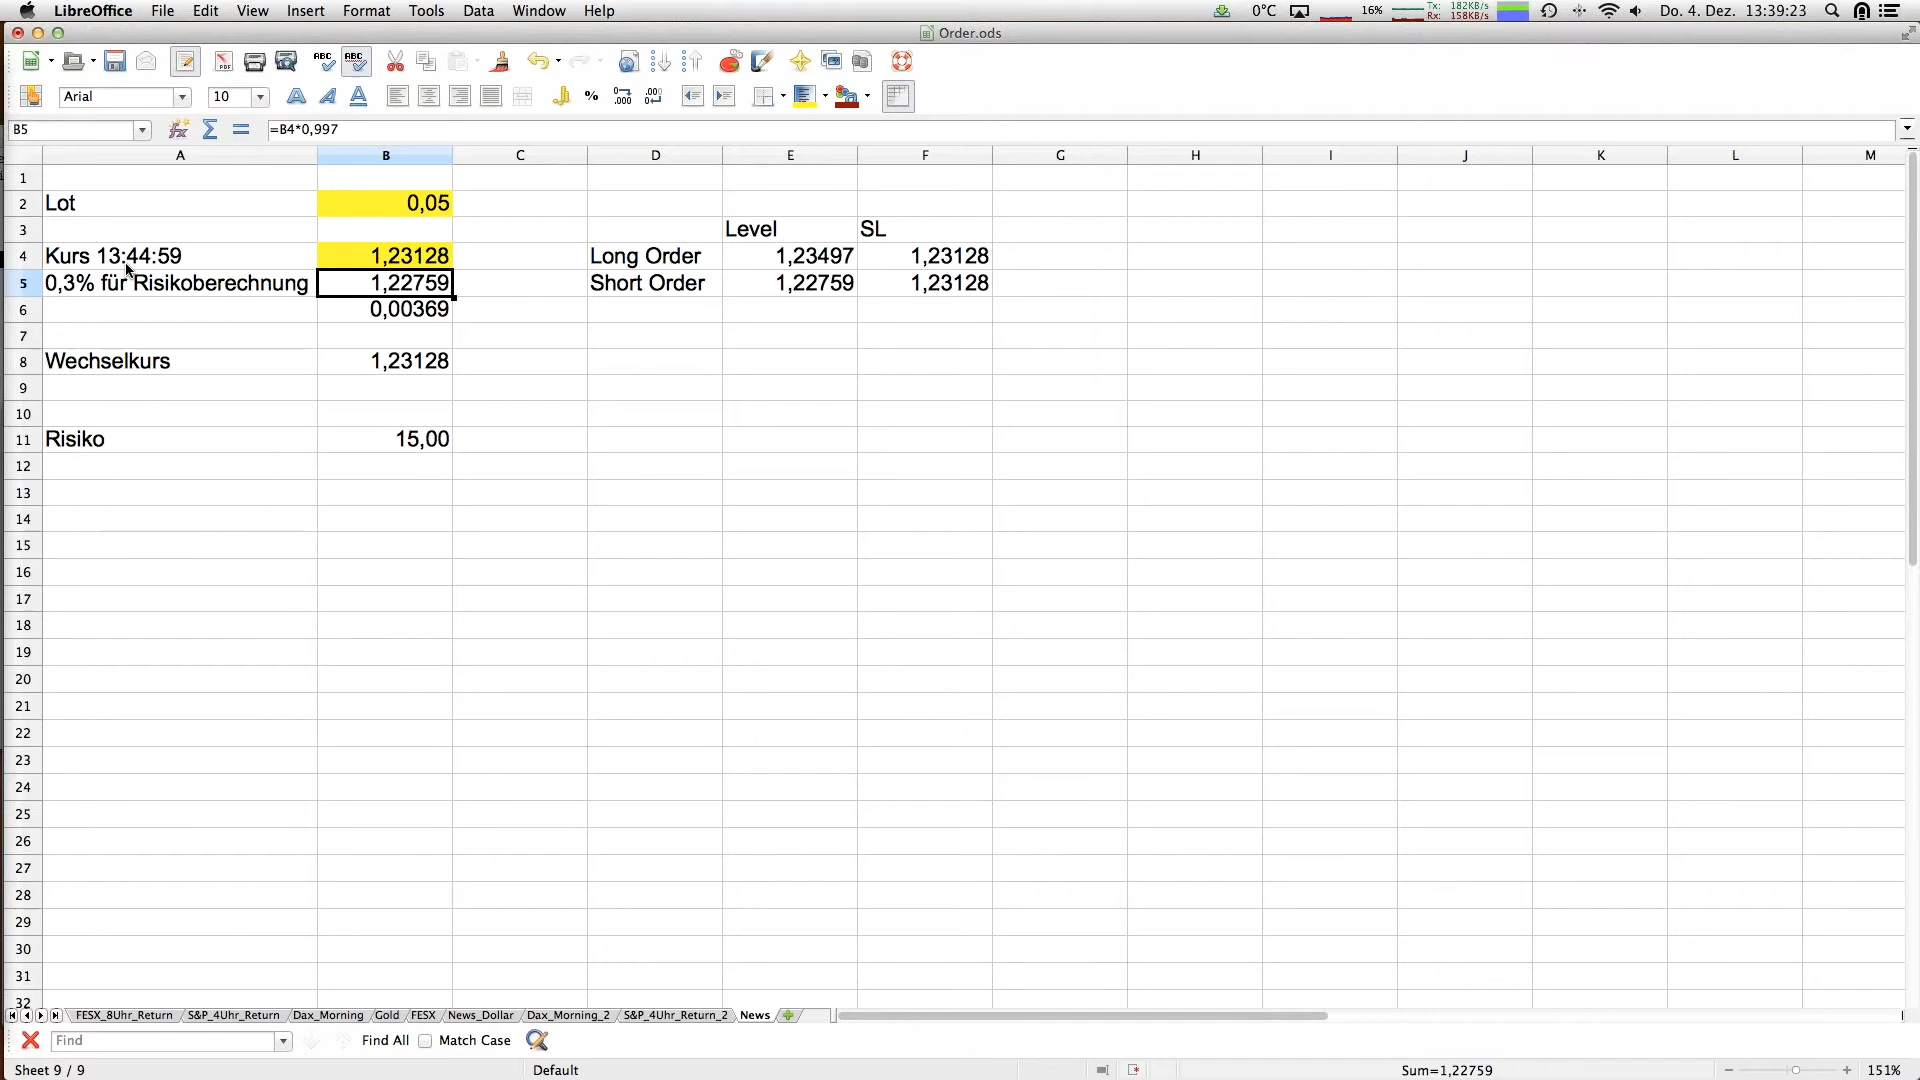 LibreOffice File Edit View Insert Format Tools Data Window Help 0°C 16% Tx: 182KB/s Rx: 158KB/s Do. 4. Dez. 13:39:23
Order.ods
Arial 10
B5 =B4*0,997
A B C D E F G H I J K L M
1
2 Lot 0,05
3 Level SL
4 Kurs 13:44:59 1,23128 Long Order 1,23497 1,23128
5 0,3% für Risikoberechnung 1,22759 Short Order 1,22759 1,23128
6 0,00369
7
8 Wechselkurs 1,23128
9
10
11 Risiko 15,00
12
13
14
15
16
17
18
19
20
21
22
23
24
25
26
27
28
29
30
31
32
FESX_8Uhr_Return S&P_4Uhr_Return Dax_Morning Gold FESX News_Dollar Dax_Morning_2 S&P_4Uhr_Return_2 News
Find Find All Match Case
Sheet 9 / 9 Default Sum=1,22759 151%